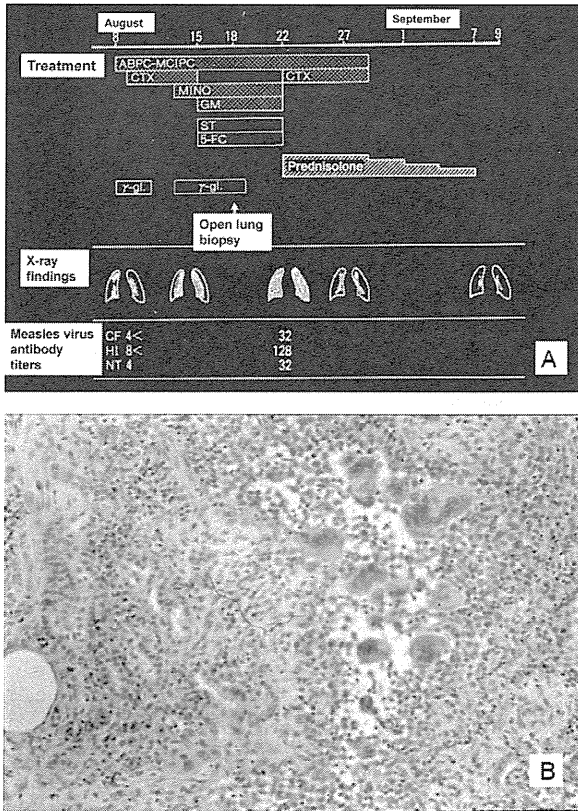 August
September
8 15 18 22 27 1 7 9
Treatment
ABPC-MCIPC
CTX CTX
MINO
GM
ST
5-FC
Prednisolone
γ-gl. γ-gl.
Open lung
biopsy
X-ray
findings
Measles virus
antibody
titers
CF 4< 32
HI 8< 128
NT 4 32
A
B